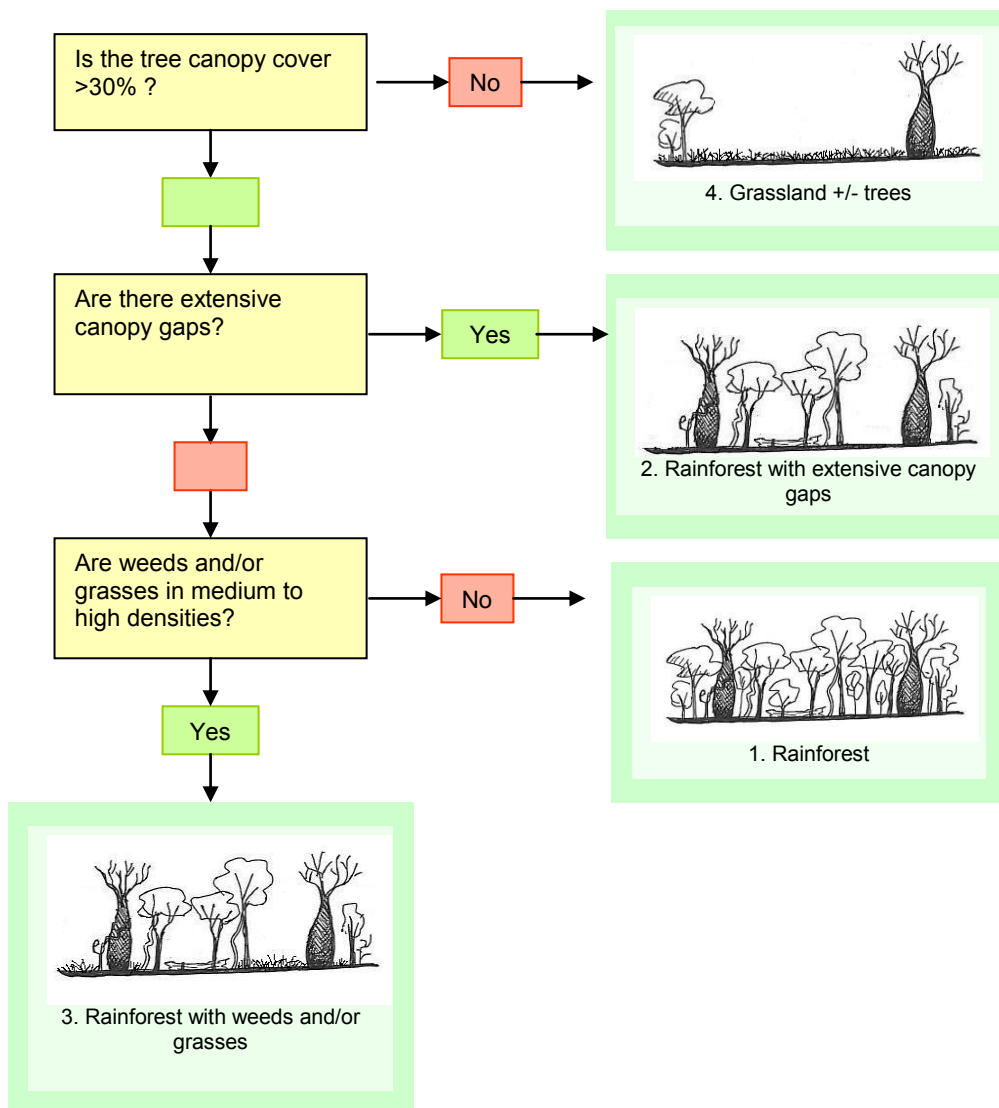 Is the tree canopy cover
>30% ?
No
4. Grassland +/- trees
Are there extensive
canopy gaps?
Yes
2. Rainforest with extensive canopy
gaps
Are weeds and/or
grasses in medium to
high densities?
No
1. Rainforest
Yes
3. Rainforest with weeds and/or
grasses